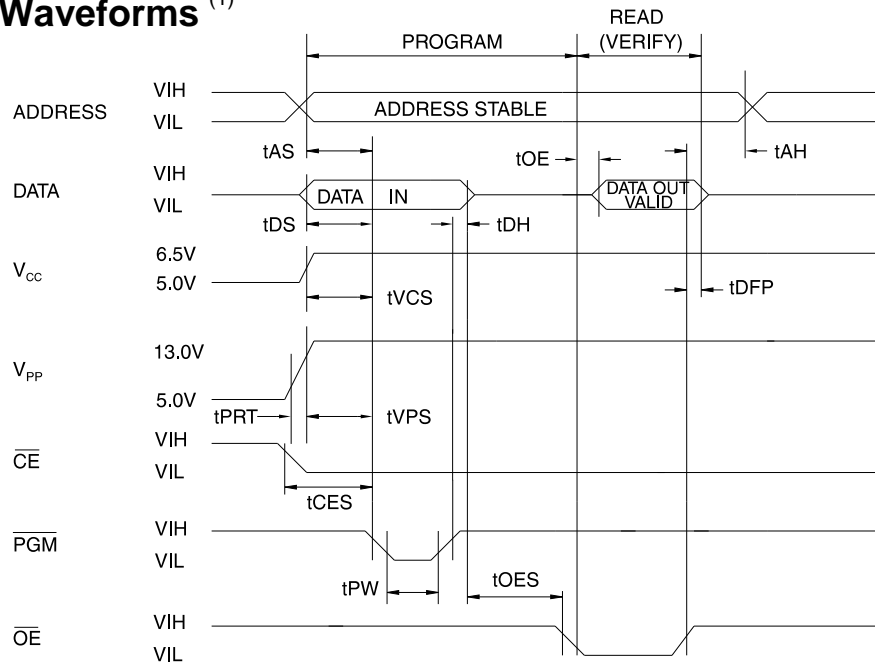 Waveforms (1)
READ
PROGRAM (VERIFY)
ADDRESS VIH VIL ADDRESS STABLE
tAS tOE tAH
DATA VIH VIL DATA IN DATA OUT VALID
tDS tDH
VCC 6.5V 5.0V
tVCS tDFP
VPP 13.0V 5.0V
tPRT tVPS
CE VIH VIL
tCES
PGM VIH VIL
tPW tOES
OE VIH VIL